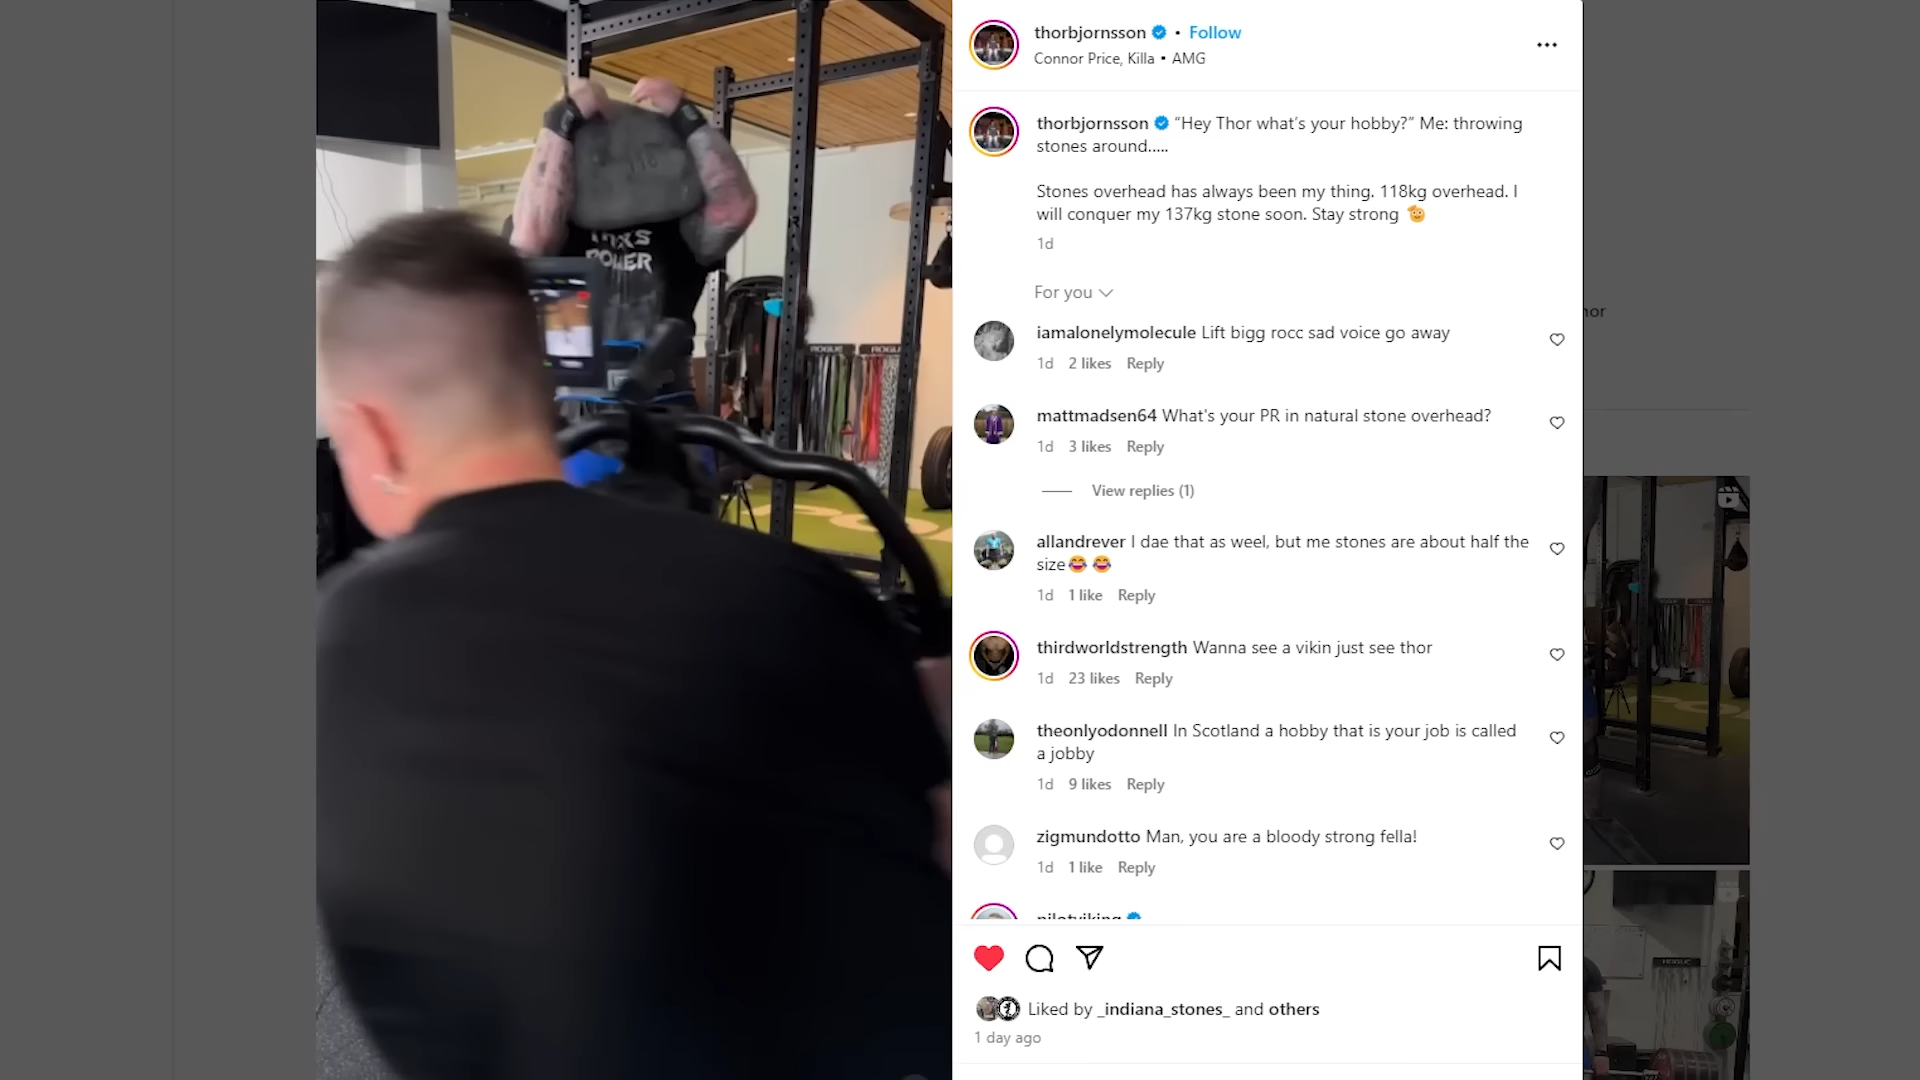 thorbjornsson • Follow
Connor Price, Killa • AMG
thorbjornsson “Hey Thor what’s your hobby?” Me: throwing
stones around.....
Stones overhead has always been my thing. 118kg overhead. I
will conquer my 137kg stone soon. Stay strong 🫡
1d
For you
iamalonelymolecule Lift bigg rocc sad voice go away
1d 2 likes Reply
mattmadsen64 What's your PR in natural stone overhead?
1d 3 likes Reply
View replies (1)
allandrever I dae that as weel, but me stones are about half the
size😂 😂
1d 1 like Reply
thirdworldstrength Wanna see a vikin just see thor
1d 23 likes Reply
theonlyodonnell In Scotland a hobby that is your job is called
a jobby
1d 9 likes Reply
zigmundotto Man, you are a bloody strong fella!
1d 1 like Reply
pilotviking
Liked by _indiana_stones_ and others
1 day ago
POWER
ROGUE
ROGUE
ROGUE